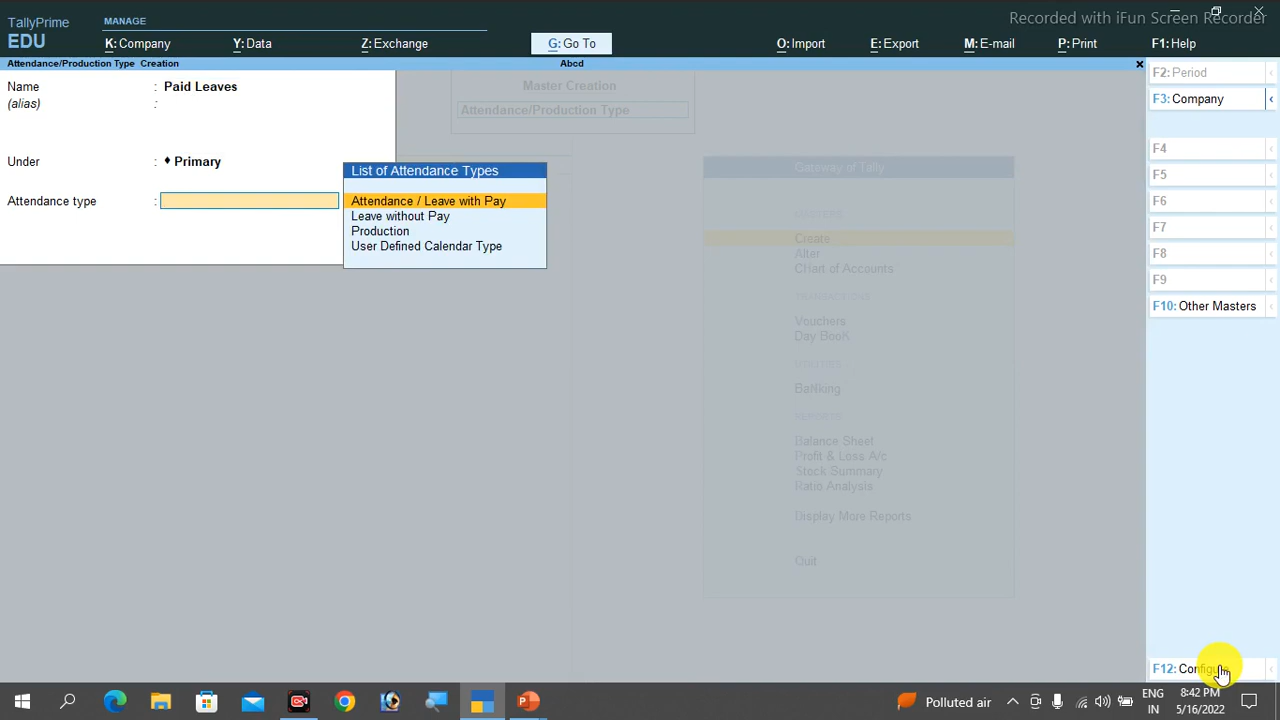 TallyPrime
EDU
MANAGE
K: Company
Y: Data
Z: Exchange
G: Go To
O: Import
E: Export
M: E-mail
P: Print
F1: Help
Recorded with iFun Screen Recorder
Attendance/Production Type Creation
Abcd
Name : Paid Leaves
(alias) :
Under : ♦ Primary
Attendance type :
List of Attendance Types
Attendance / Leave with Pay
Leave without Pay
Production
User Defined Calendar Type
Master Creation
Attendance/Production Type
Gateway of Tally
MASTERS
Create
Alter
CHart of Accounts
TRANSACTIONS
Vouchers
Day BooK
UTILITIES
BaNking
REPORTS
Balance Sheet
Profit & Loss A/c
Stock Summary
Ratio Analysis
Display More Reports
Quit
F2: Period
F3: Company
F4
F5
F6
F7
F8
F9
F10: Other Masters
F12: Configure
Polluted air
ENG
IN
8:42 PM
5/16/2022